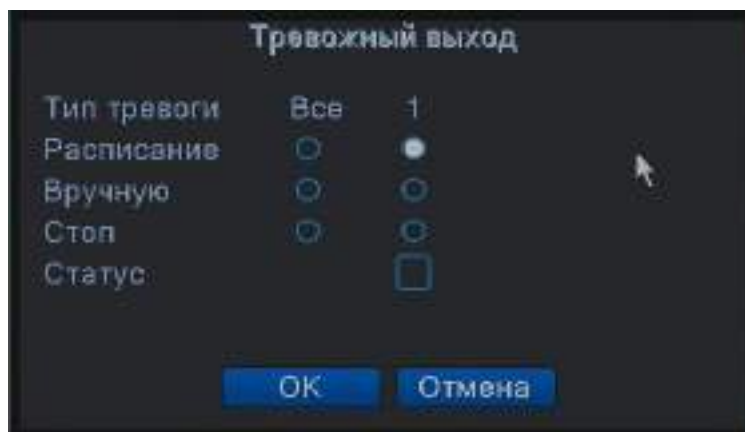 Тревожный выход
Тип тревоги Все 1
Расписание
Вручную
Стоп
Статус
OK Отмена